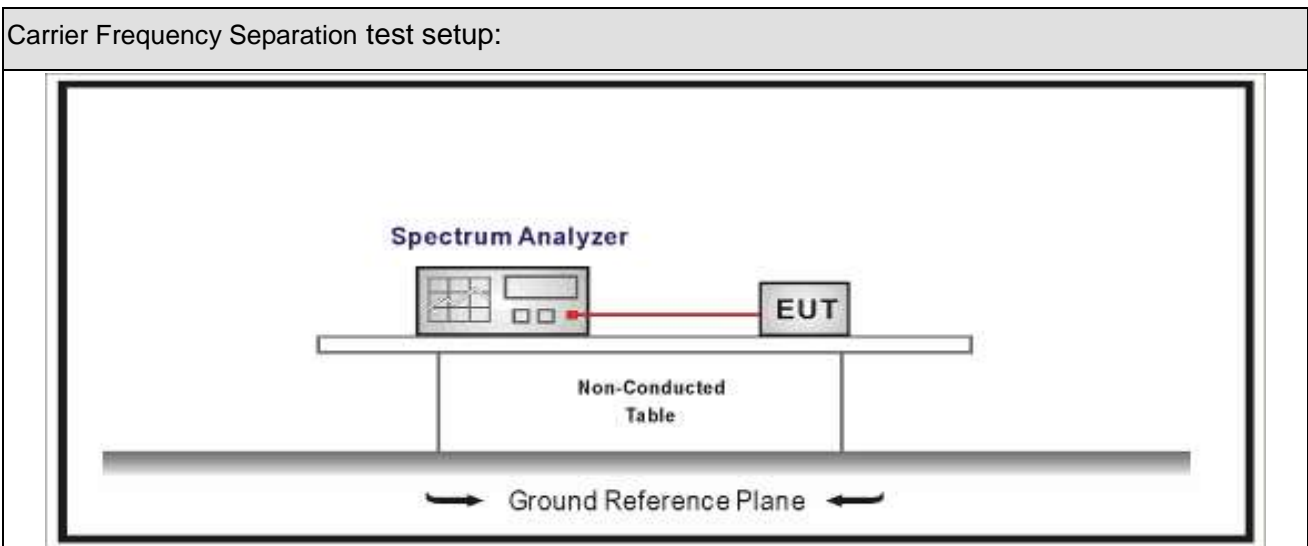 Carrier Frequency Separation test setup:
Spectrum Analyzer
EUT
Non-Conducted
Table
Ground Reference Plane